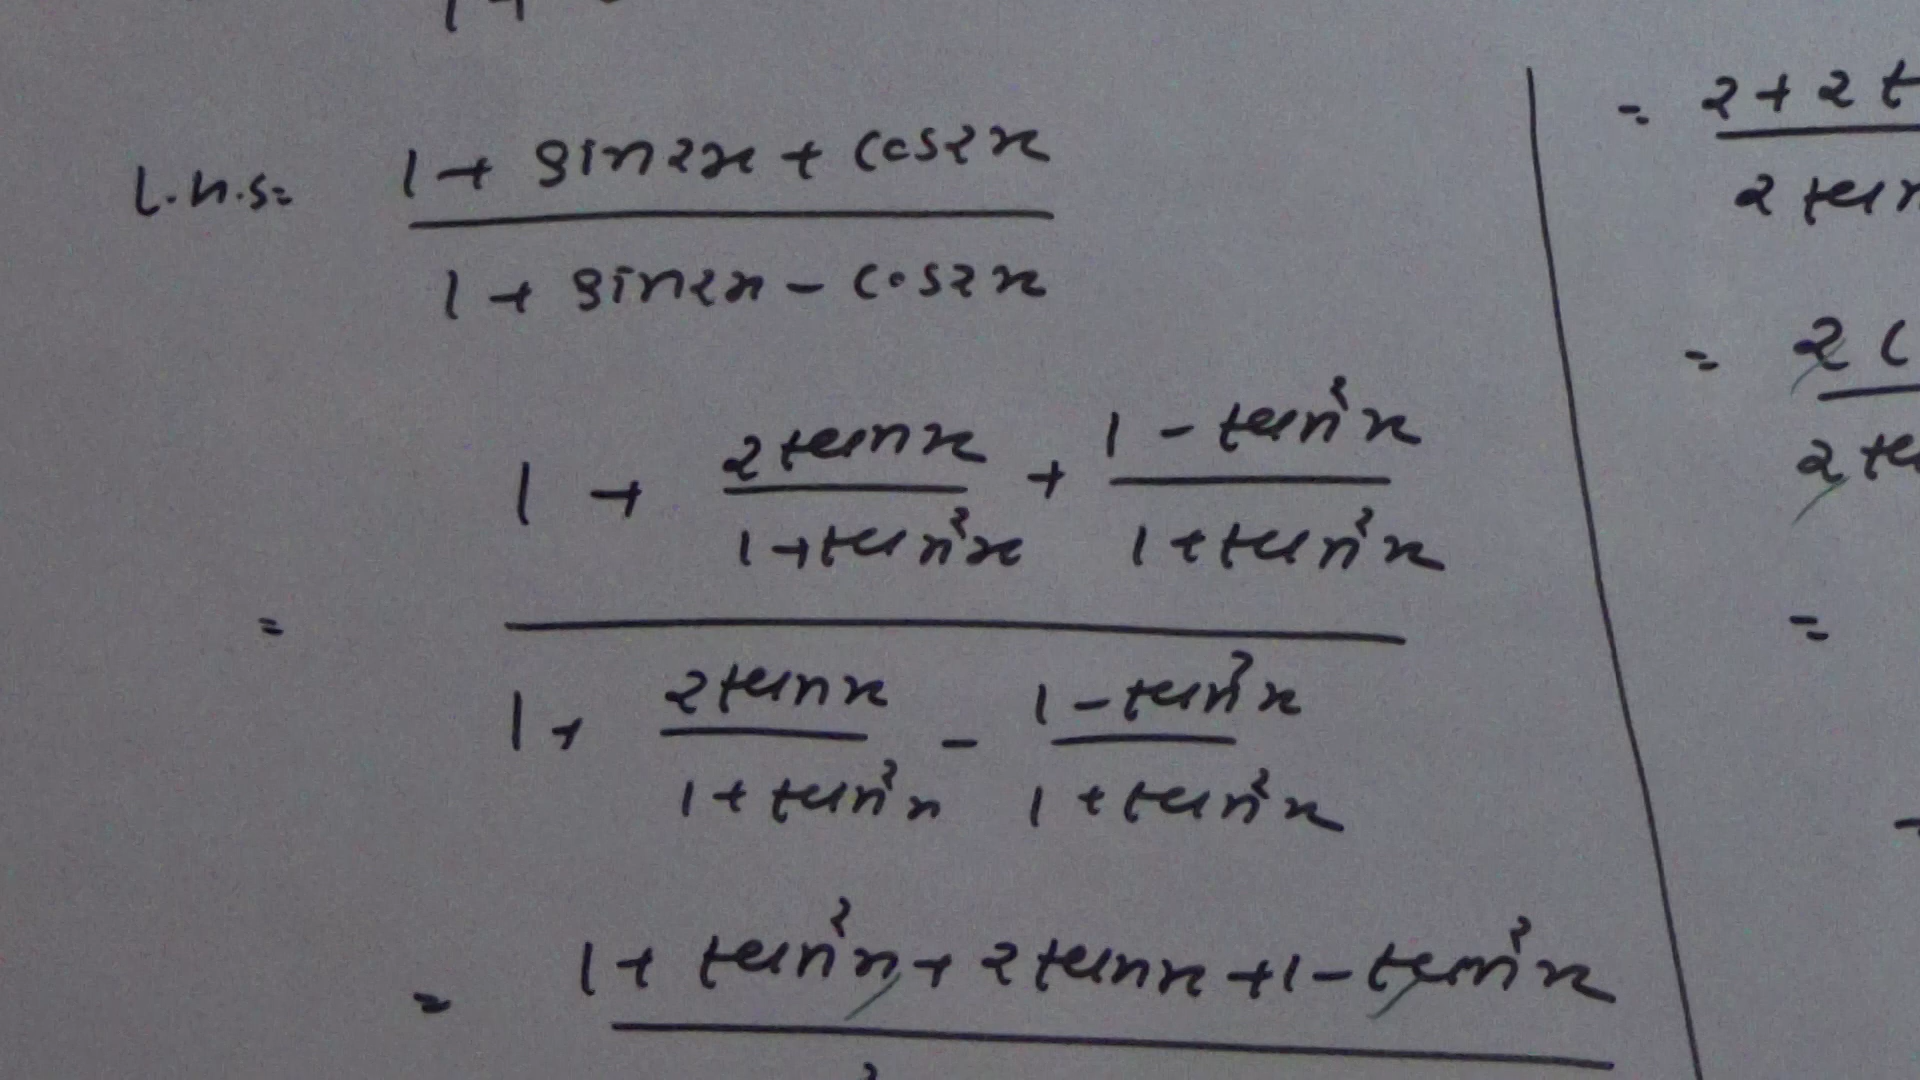 L.H.S= 1+ sin2x + cos2x
1 + sin2x - cos2x
1 + 2tanx + 1 - tan²x
1+tan²x 1+tan²x
=
1+ 2tanx - 1-tan²x
1+tan²x 1+tan²x
= 1+ tan²x + 2tanx +1 - tan²x
= 2+2t
2 tan
= 2(
2 ta
=